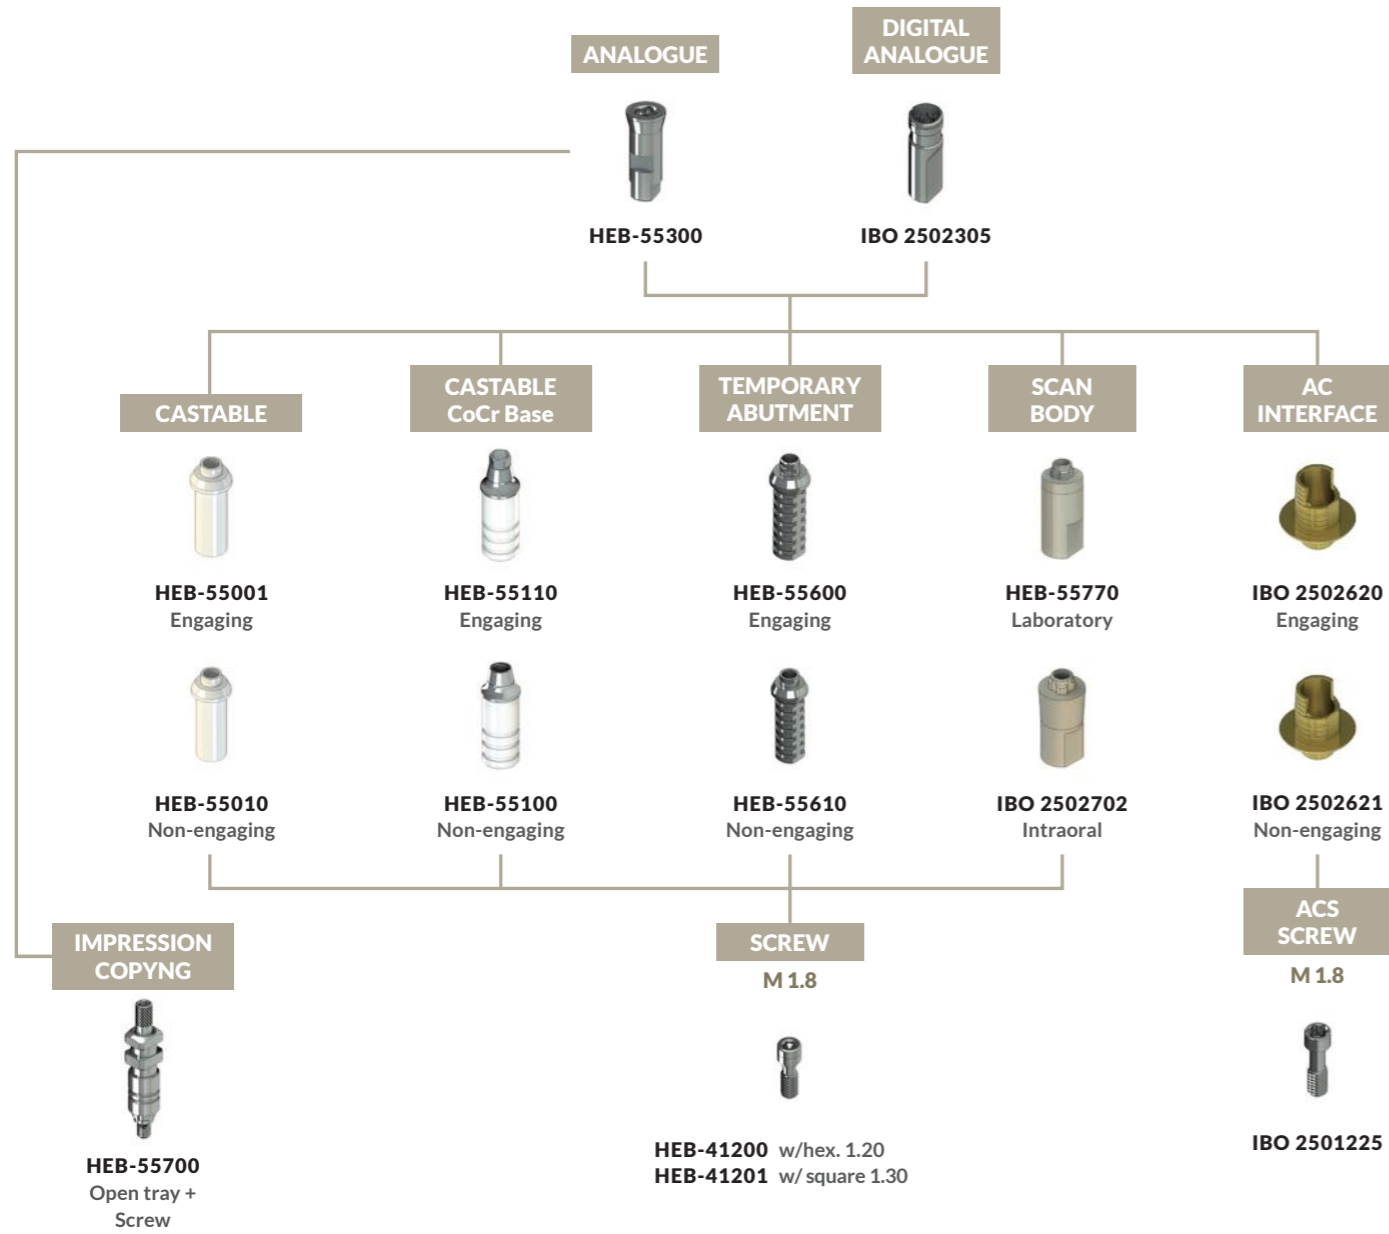 ANALOGUE
DIGITAL
ANALOGUE
HEB-55300
IBO 2502305
CASTABLE
CASTABLE
CoCr Base
TEMPORARY
ABUTMENT
SCAN
BODY
AC
INTERFACE
HEB-55001
Engaging
HEB-55110
Engaging
HEB-55600
Engaging
HEB-55770
Laboratory
IBO 2502620
Engaging
HEB-55010
Non-engaging
HEB-55100
Non-engaging
HEB-55610
Non-engaging
IBO 2502702
Intraoral
IBO 2502621
Non-engaging
IMPRESSION
COPYNG
HEB-55700
Open tray +
Screw
SCREW
M 1.8
HEB-41200 w/hex. 1.20
HEB-41201 w/ square 1.30
ACS
SCREW
M 1.8
IBO 2501225